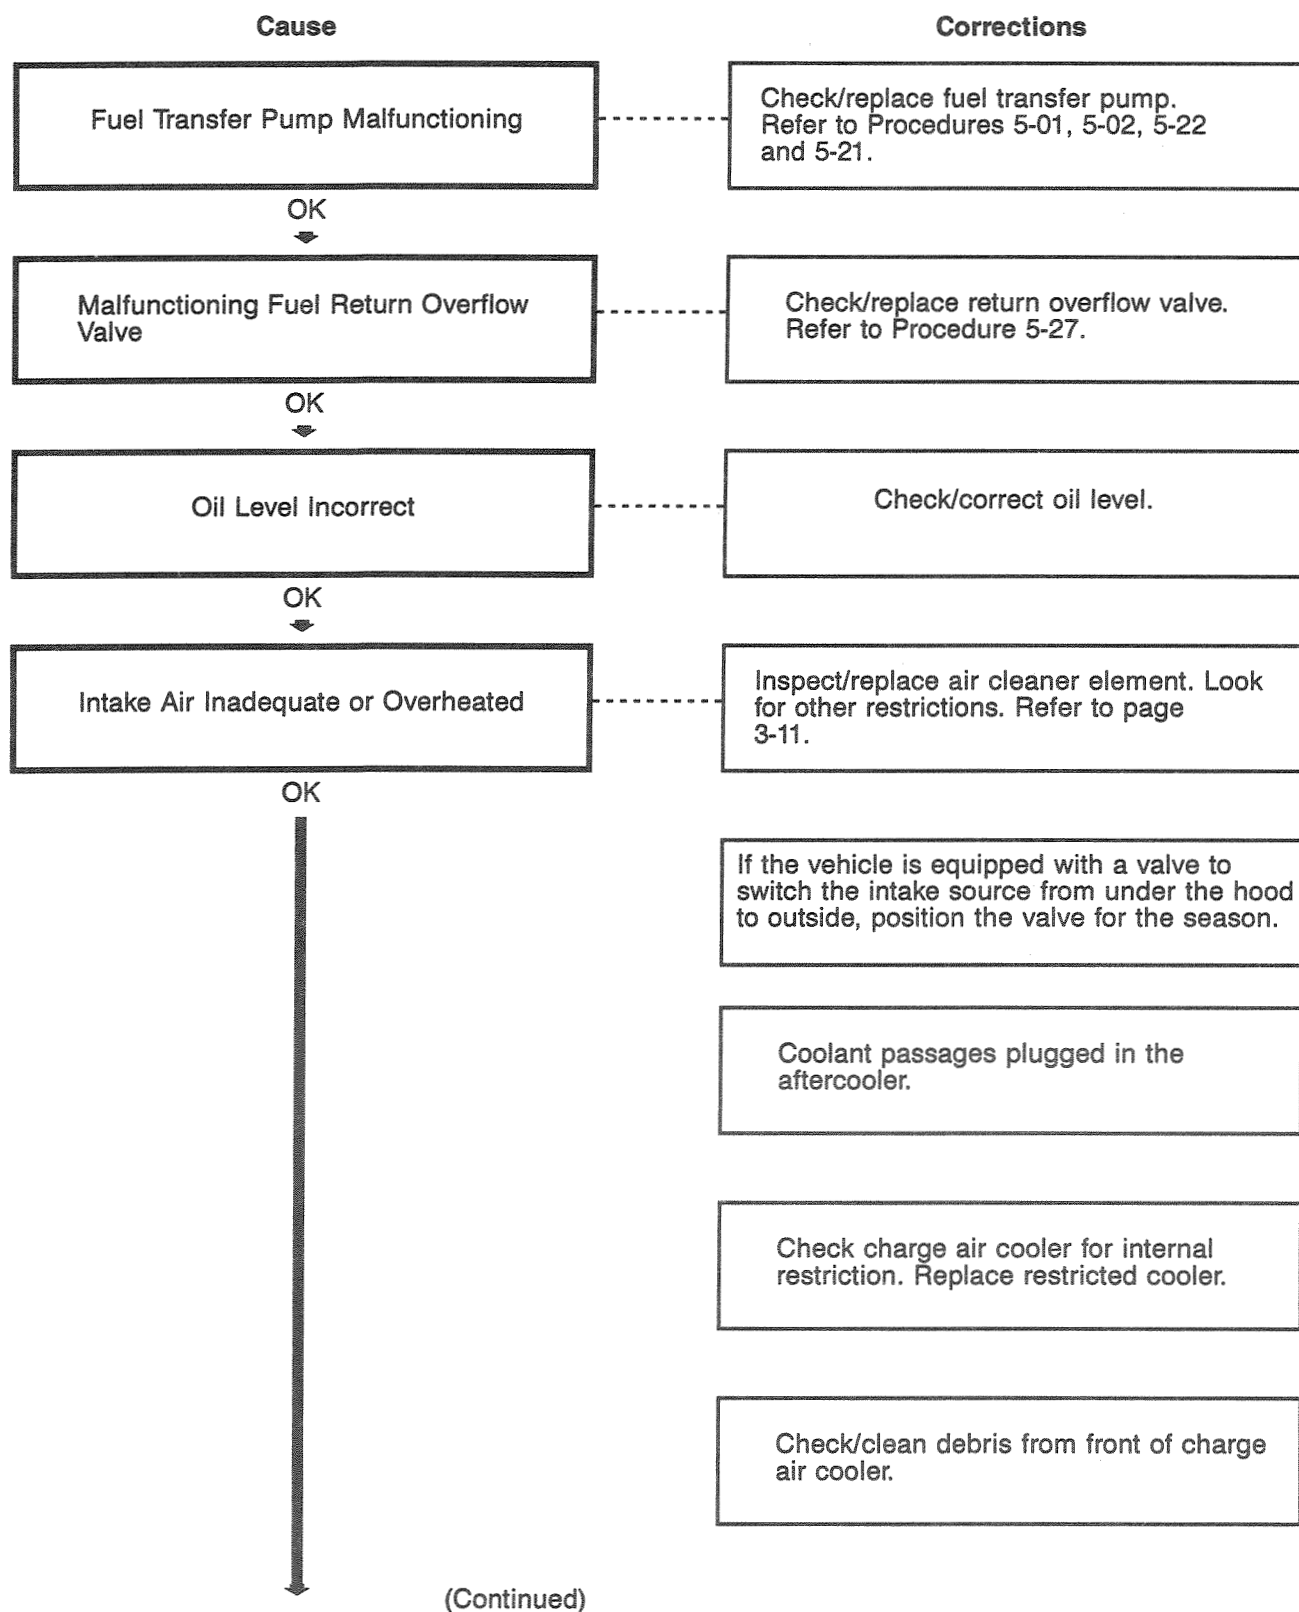 Cause
Corrections
Fuel Transfer Pump Malfunctioning
Check/replace fuel transfer pump.
Refer to Procedures 5-01, 5-02, 5-22
and 5-21.
OK
Malfunctioning Fuel Return Overflow
Valve
Check/replace return overflow valve.
Refer to Procedure 5-27.
OK
Oil Level Incorrect
Check/correct oil level.
OK
Intake Air Inadequate or Overheated
Inspect/replace air cleaner element. Look
for other restrictions. Refer to page
3-11.
OK
If the vehicle is equipped with a valve to
switch the intake source from under the hood
to outside, position the valve for the season.
Coolant passages plugged in the
aftercooler.
Check charge air cooler for internal
restriction. Replace restricted cooler.
Check/clean debris from front of charge
air cooler.
(Continued)